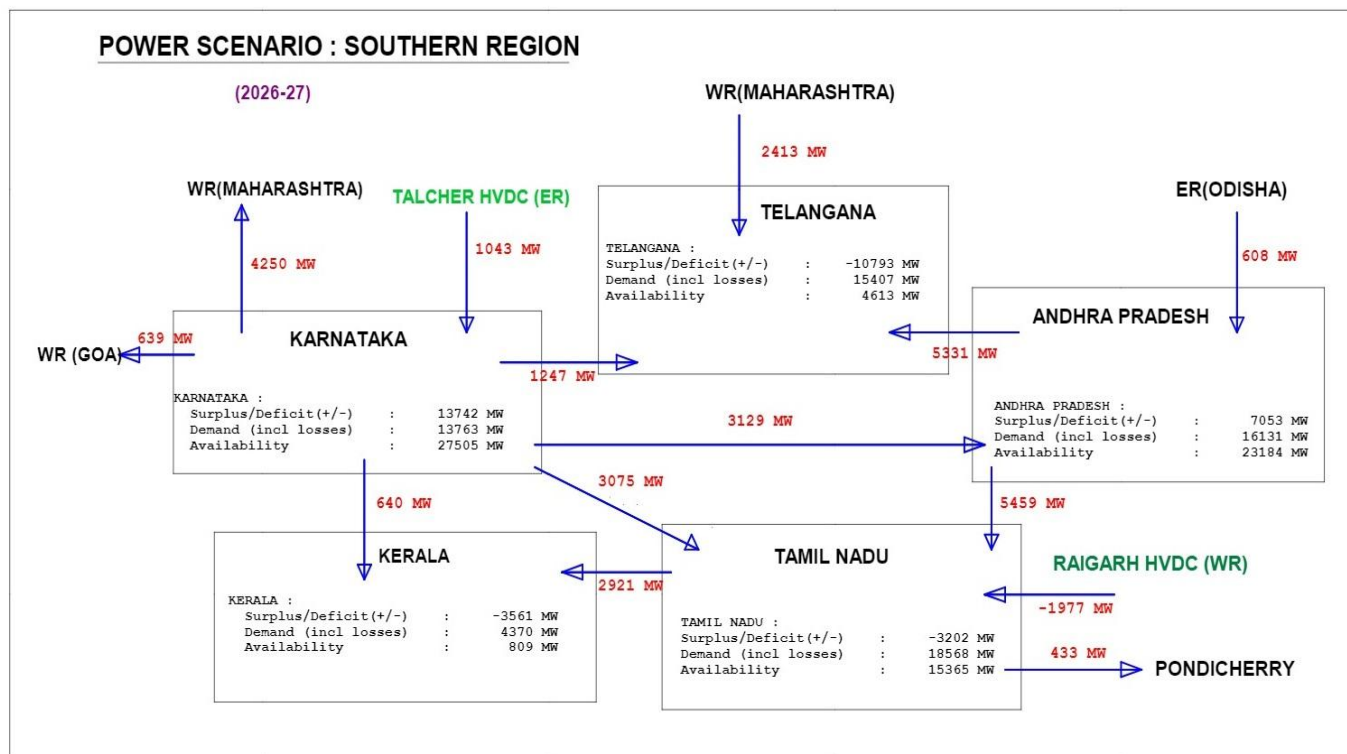 POWER SCENARIO : SOUTHERN REGION
(2026-27)
WR(MAHARASHTRA)
2413 MW
WR(MAHARASHTRA)
TALCHER HVDC (ER)
ER(ODISHA)
4250 MW
1043 MW
608 MW
TELANGANA
TELANGANA :
Surplus/Deficit(+/-) : -10793 MW
Demand (incl losses) : 15407 MW
Availability : 4613 MW
639 MW
WR (GOA)
KARNATAKA
KARNATAKA :
Surplus/Deficit(+/-) : 13742 MW
Demand (incl losses) : 13763 MW
Availability : 27505 MW
1247 MW
5331 MW
ANDHRA PRADESH
ANDHRA PRADESH :
Surplus/Deficit(+/-) : 7053 MW
Demand (incl losses) : 16131 MW
Availability : 23184 MW
3129 MW
3075 MW
640 MW
5459 MW
KERALA
KERALA :
Surplus/Deficit(+/-) : -3561 MW
Demand (incl losses) : 4370 MW
Availability : 809 MW
2921 MW
TAMIL NADU
TAMIL NADU :
Surplus/Deficit(+/-) : -3202 MW
Demand (incl losses) : 18568 MW
Availability : 15365 MW
RAIGARH HVDC (WR)
-1977 MW
433 MW
PONDICHERRY